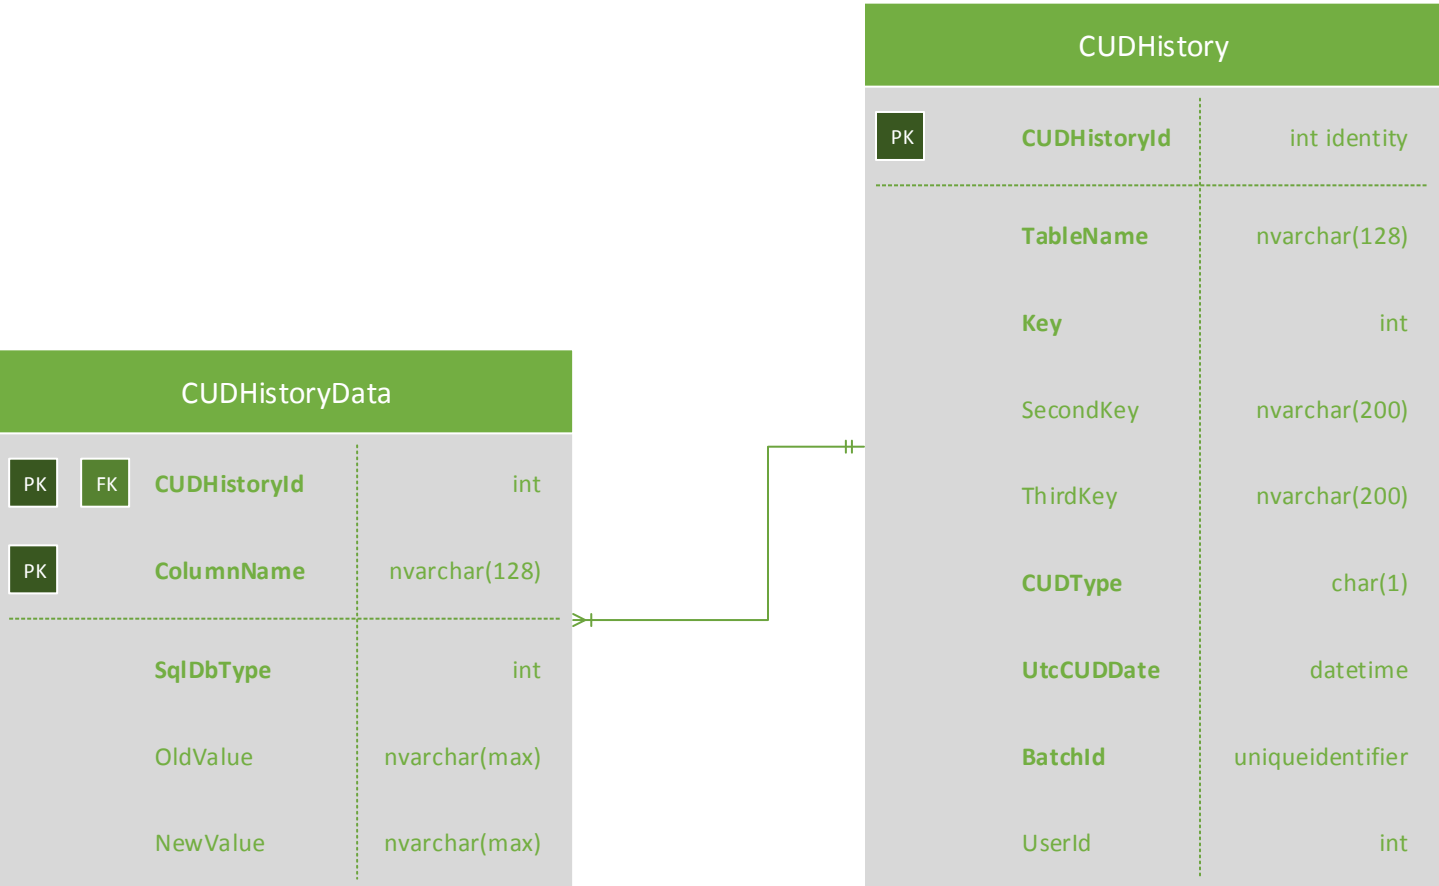 CUDHistory
PK CUDHistoryId int identity
TableName nvarchar(128)
Key int
SecondKey nvarchar(200)
ThirdKey nvarchar(200)
CUDType char(1)
UtcCUDDate datetime
BatchId uniqueidentifier
UserId int
CUDHistoryData
PK FK CUDHistoryId int
PK ColumnName nvarchar(128)
SqlDbType int
OldValue nvarchar(max)
NewValue nvarchar(max)